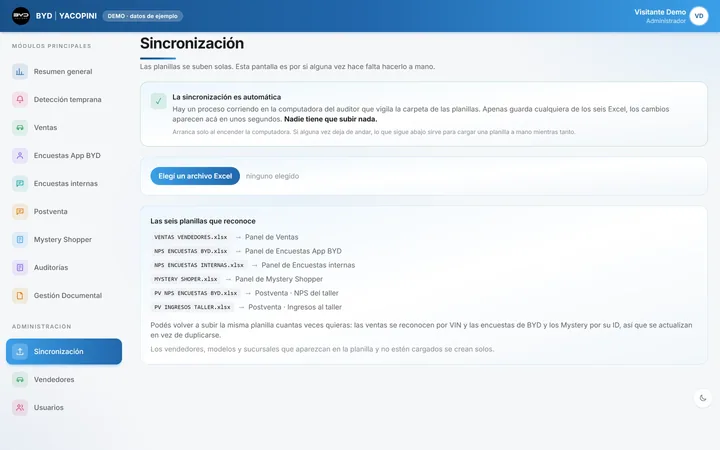 BYD
BYD | YACOPINI
DEMO · datos de ejemplo
Visitante Demo
Administrador
VD
MÓDULOS PRINCIPALES
Resumen general
Detección temprana
Ventas
Encuestas App BYD
Encuestas internas
Postventa
Mystery Shopper
Auditorías
Gestión Documental
ADMINISTRACIÓN
Sincronización
Vendedores
Usuarios
Sincronización
Las planillas se suben solas. Esta pantalla es por si alguna vez hace falta hacerlo a mano.
La sincronización es automática
Hay un proceso corriendo en la computadora del auditor que vigila la carpeta de las planillas. Apenas guarda cualquiera de los seis Excel, los cambios
aparecen acá en unos segundos. Nadie tiene que subir nada.
Arranca solo al encender la computadora. Si alguna vez deja de andar, lo que sigue abajo sirve para cargar una planilla a mano mientras tanto.
Elegí un archivo Excel ninguno elegido
Las seis planillas que reconoce
VENTAS VENDEDORES.xlsx → Panel de Ventas
NPS ENCUESTAS BYD.xlsx → Panel de Encuestas App BYD
NPS ENCUESTAS INTERNAS.xlsx → Panel de Encuestas internas
MYSTERY SHOPER.xlsx → Panel de Mystery Shopper
PV NPS ENCUESTAS BYD.xlsx → Postventa · NPS del taller
PV INGRESOS TALLER.xlsx → Postventa · Ingresos al taller
Podés volver a subir la misma planilla cuantas veces quieras: las ventas se reconocen por VIN y las encuestas de BYD y los Mystery por su ID, así que se actualizan
en vez de duplicarse.
Los vendedores, modelos y sucursales que aparezcan en la planilla y no estén cargados se crean solos.